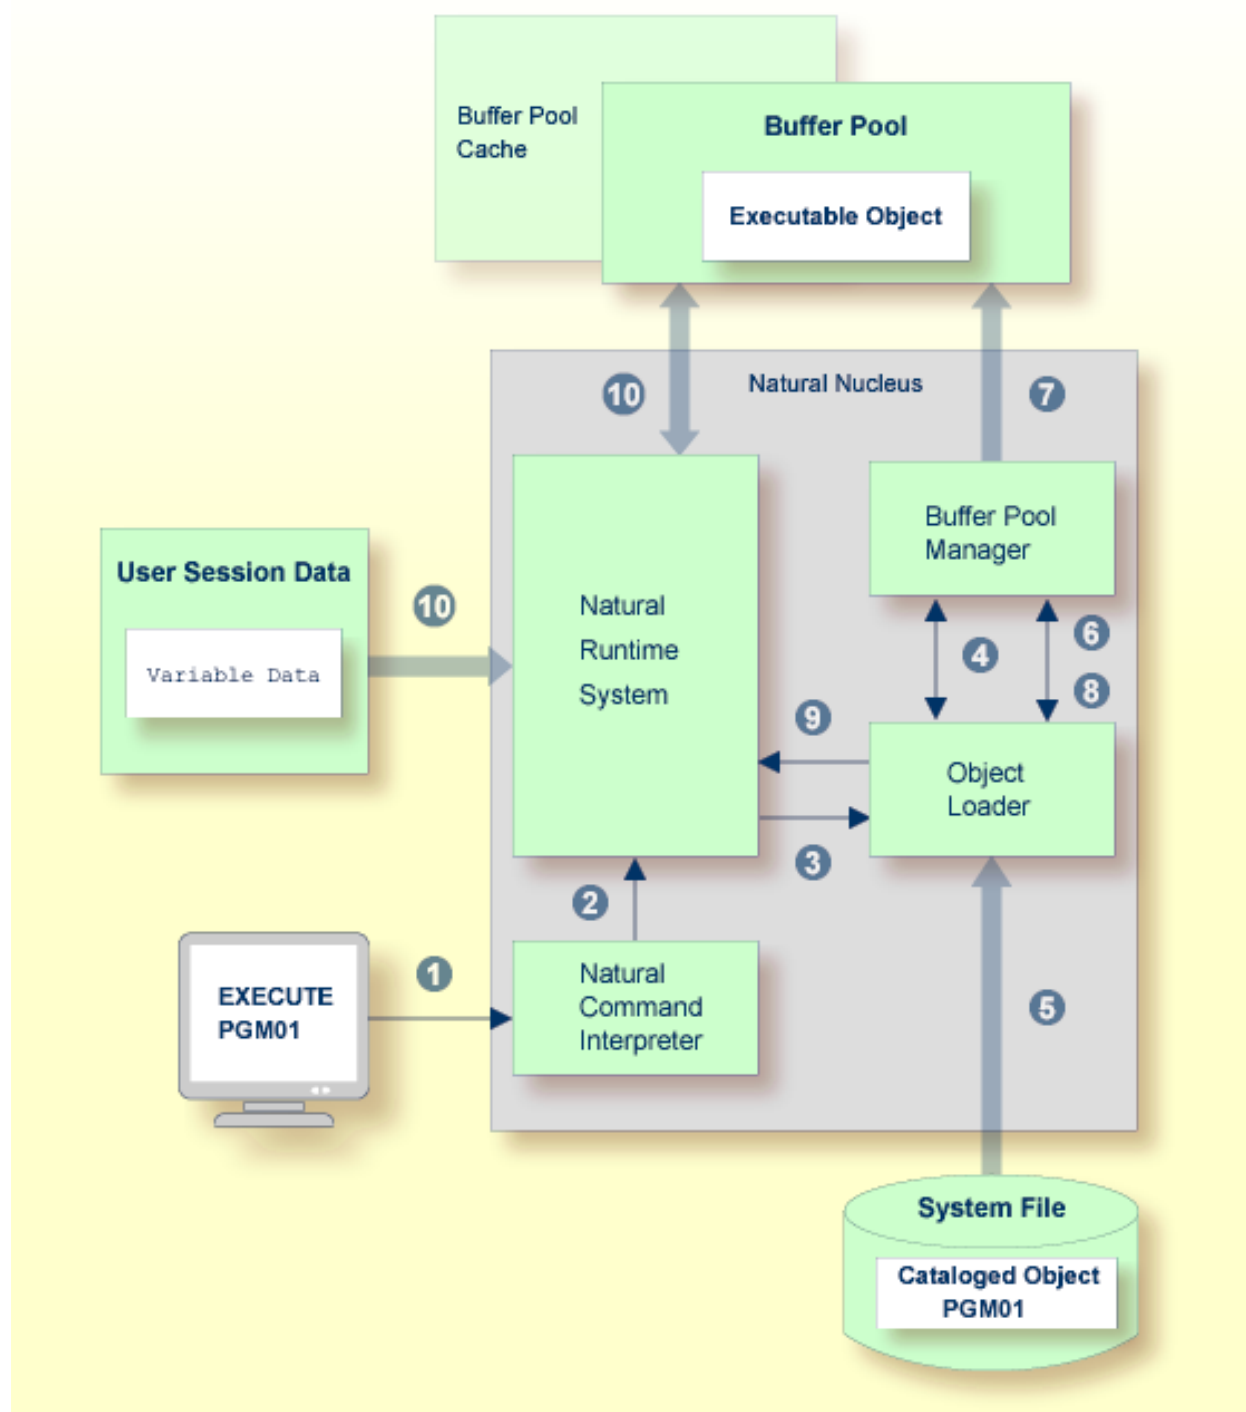 Buffer Pool
Cache
Buffer Pool
Executable Object
10
Natural Nucleus
7
Buffer Pool
Manager
User Session Data
Variable Data
10
Natural
Runtime
System
4
6
8
9
3
Object
Loader
2
EXECUTE
PGM01
1
Natural
Command
Interpreter
5
System File
Cataloged Object
PGM01